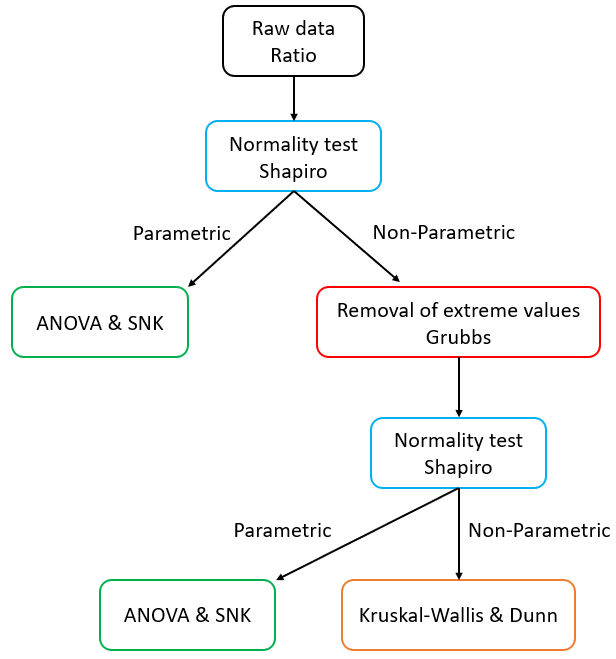 Raw data
Ratio
Normality test
Shapiro
Parametric
Non-Parametric
ANOVA & SNK
Removal of extreme values
Grubbs
Normality test
Shapiro
Parametric
Non-Parametric
ANOVA & SNK
Kruskal-Wallis & Dunn